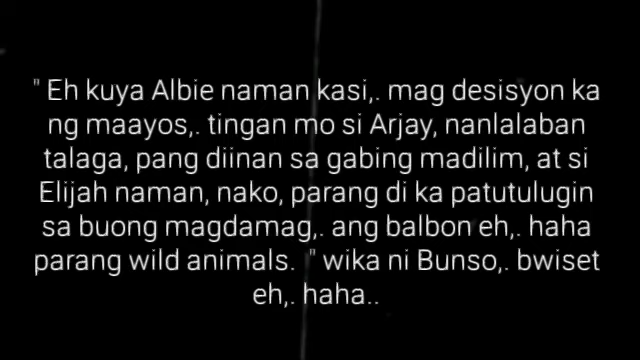 " Eh kuya Albie naman kasi,. mag desisyon ka
ng maayos,. tingan mo si Arjay, nanlalaban
talaga, pang diinan sa gabing madilim, at si
Elijah naman, nako, parang di ka patutulugin
sa buong magdamag,. ang balbon eh,. haha
parang wild animals.  " wika ni Bunso,. bwiset
eh,. haha..